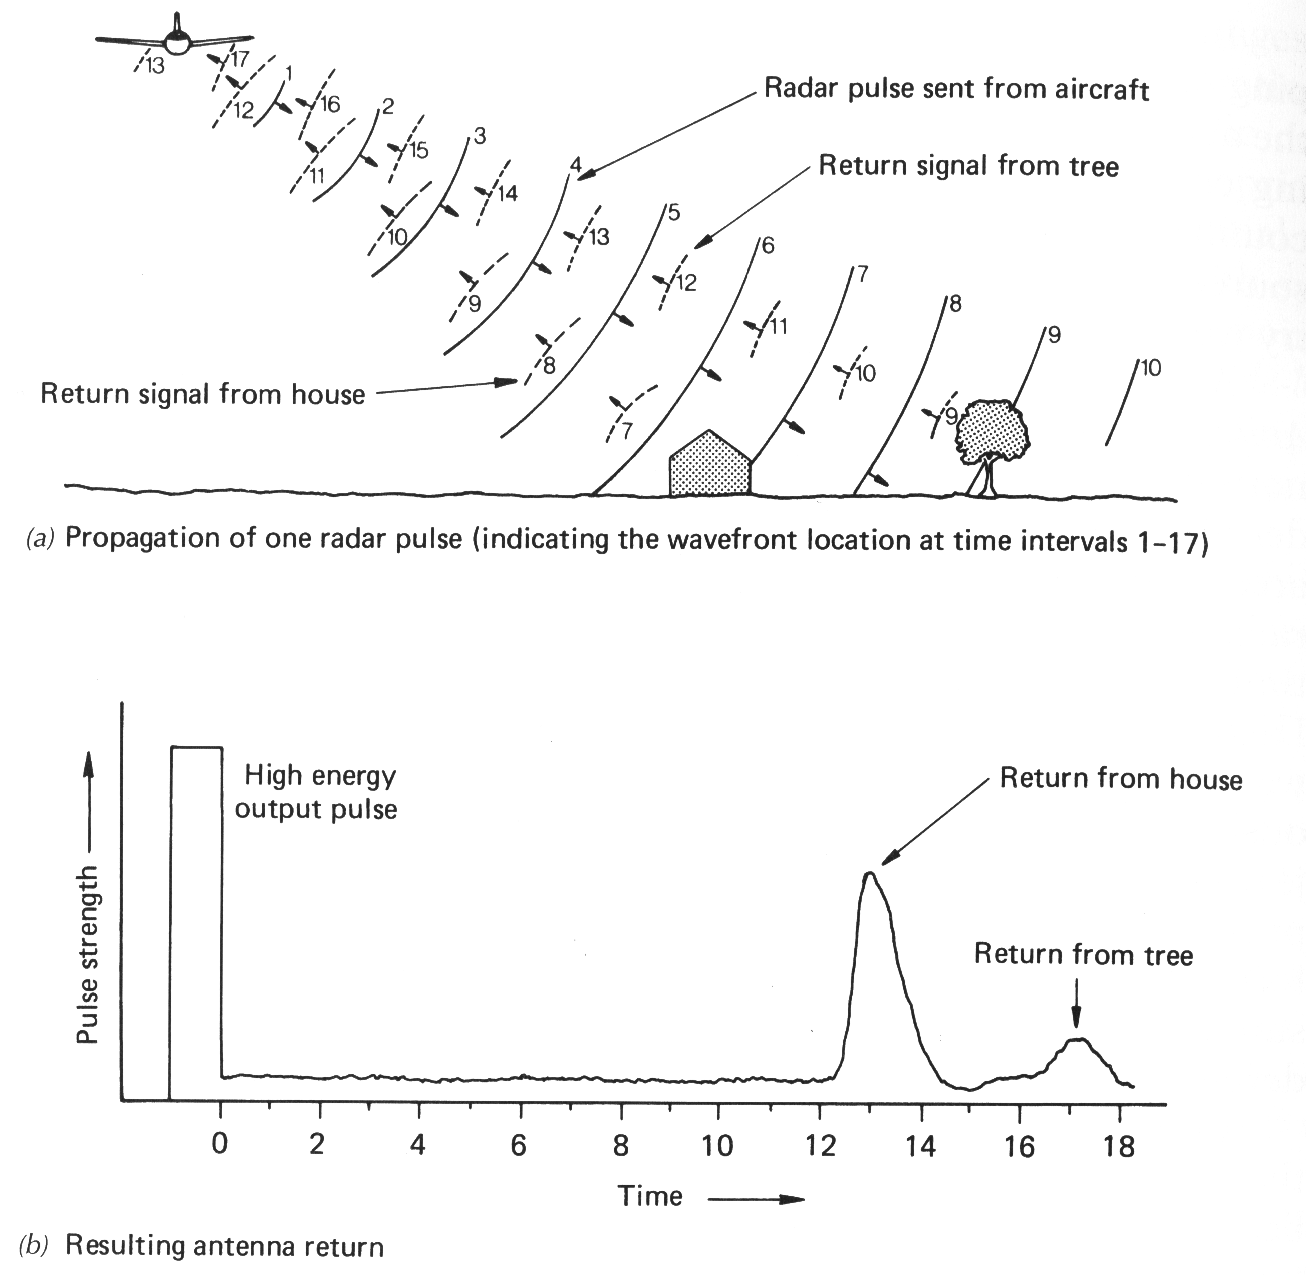 13
17
1
12
16
2
11
15
3
10
14
4
Radar pulse sent from aircraft
Return signal from tree
9
13
5
8
12
6
Return signal from house
7
11
7
10
8
9
9
10
(a) Propagation of one radar pulse (indicating the wavefront location at time intervals 1–17)
High energy
output pulse
Return from house
Return from tree
Pulse strength
0 2 4 6 8 10 12 14 16 18
Time
(b) Resulting antenna return